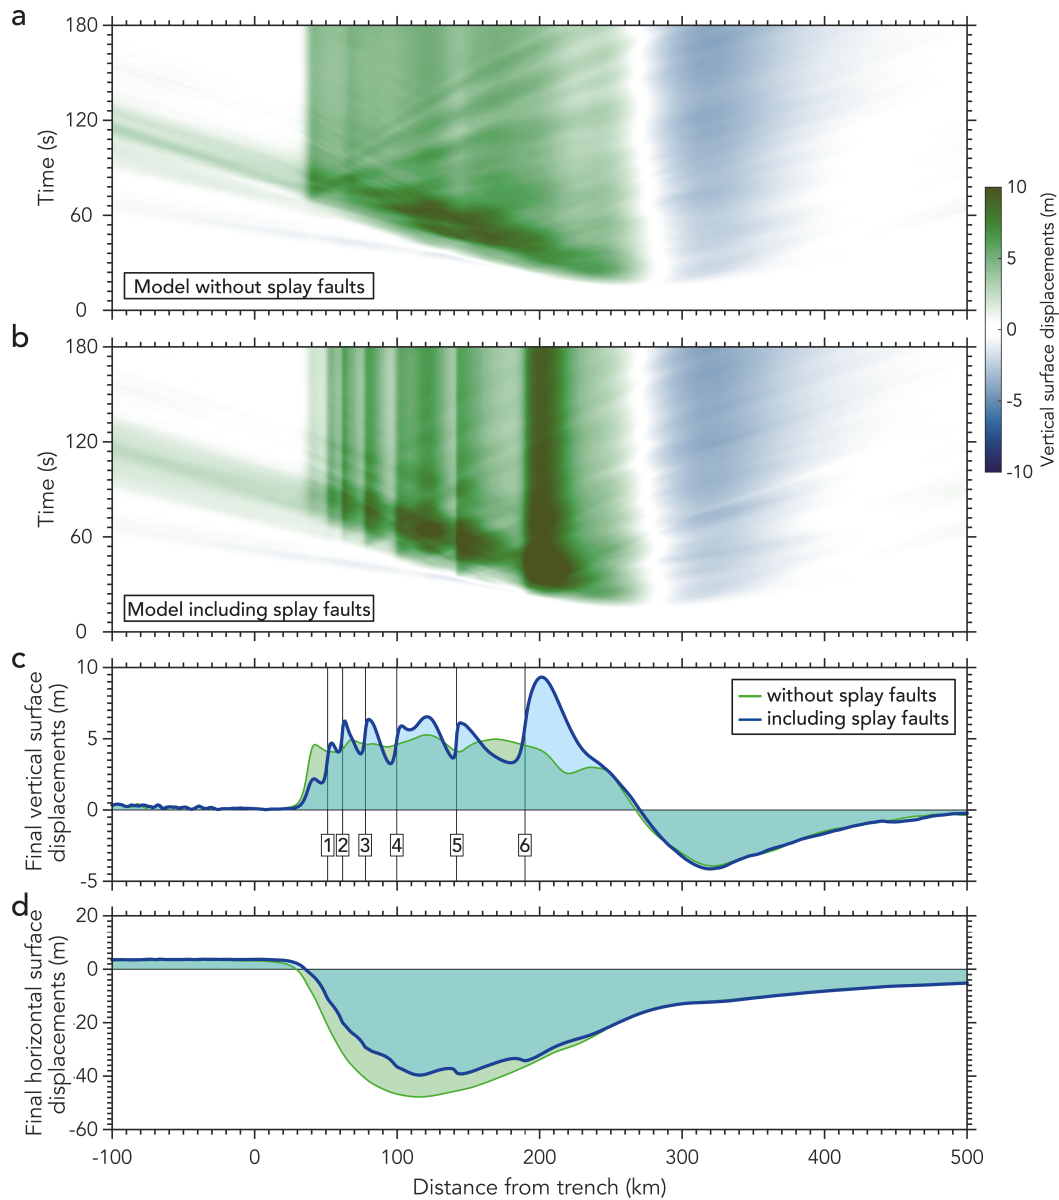 a
180
120
60
0
Time (s)
Model without splay faults
10
5
0
-5
-10
Vertical surface displacements (m)
b
180
120
60
0
Time (s)
Model including splay faults
c
10
5
0
-5
Final vertical surface
displacements (m)
without splay faults
including splay faults
1 2 3 4 5 6
d
20
0
-20
-40
-60
Final horizontal surface
displacements (m)
-100 0 100 200 300 400 500
Distance from trench (km)